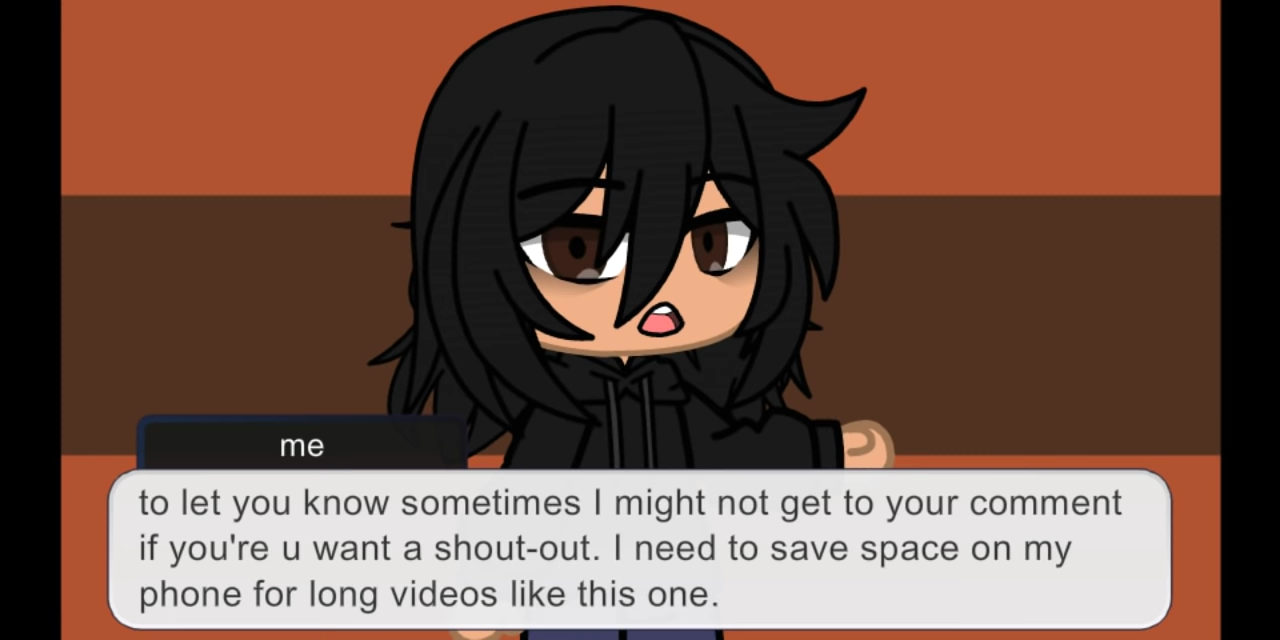 me
to let you know sometimes I might not get to your comment
if you're u want a shout-out. I need to save space on my
phone for long videos like this one.